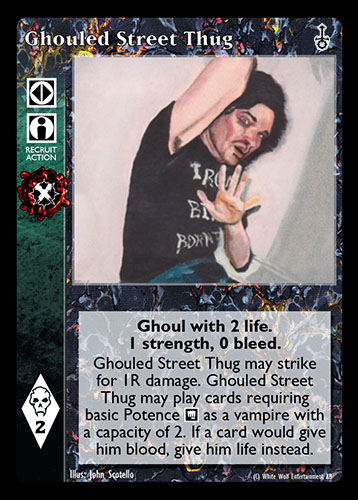 Ghouled Street Thug
RECRUIT
ACTION
X
Ghoul with 2 life.
1 strength, 0 bleed.
Ghouled Street Thug may strike
for 1R damage. Ghouled Street
Thug may play cards requiring
basic Potence as a vampire with
a capacity of 2. If a card would give
him blood, give him life instead.
2
Illus: John Scotello
(C) White Wolf Entertainment AB